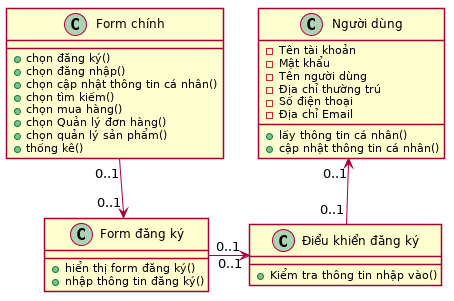 C Form chính
chọn đăng ký()
chọn đăng nhập()
chọn cập nhật thông tin cá nhân()
chọn tìm kiếm()
chọn mua hàng()
chọn Quản lý đơn hàng()
chọn quản lý sản phẩm()
thống kê()
C Người dùng
Tên tài khoản
Mật khẩu
Tên người dùng
Địa chỉ thường trú
Số điện thoại
Địa chỉ Email
lấy thông tin cá nhân()
cập nhật thông tin cá nhân()
0..1
0..1
0..1
0..1
C Form đăng ký
hiển thị form đăng ký()
nhập thông tin đăng ký()
0..1
0..1
C Điều khiển đăng ký
Kiểm tra thông tin nhập vào()